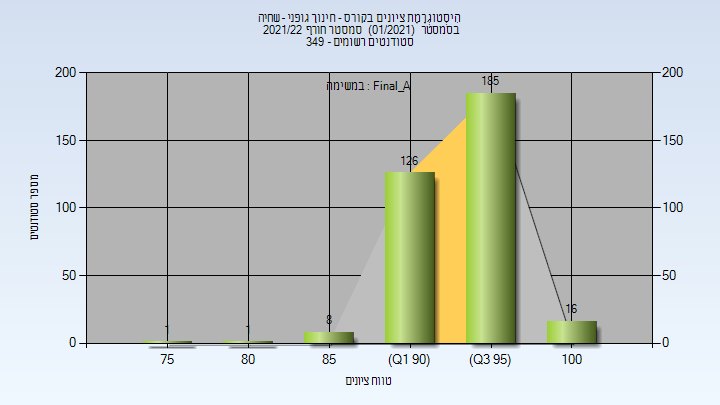 היסטוגרמת ציונים בקורס - חינוך גופני - שחיה
בסמסטר (01/2021) סמסטר חורף 2021/22
סטודנטים רשומים - 349
במשימה : Final_A
200
150
100
50
0
200
150
100
50
0
1
1
8
126
185
16
75
80
85
(Q1 90)
(Q3 95)
100
מספר סטודנטים
טווח ציונים